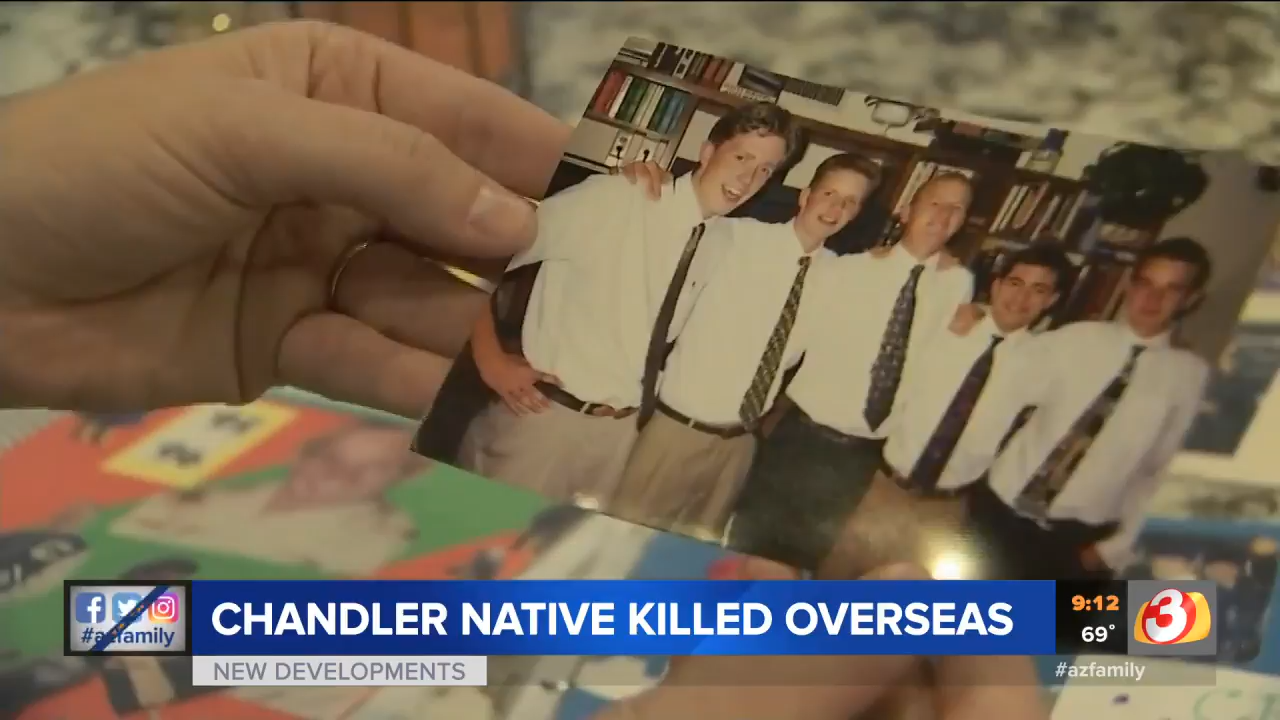 #azfamily
CHANDLER NATIVE KILLED OVERSEAS
NEW DEVELOPMENTS
9:12
69°
3
#azfamily